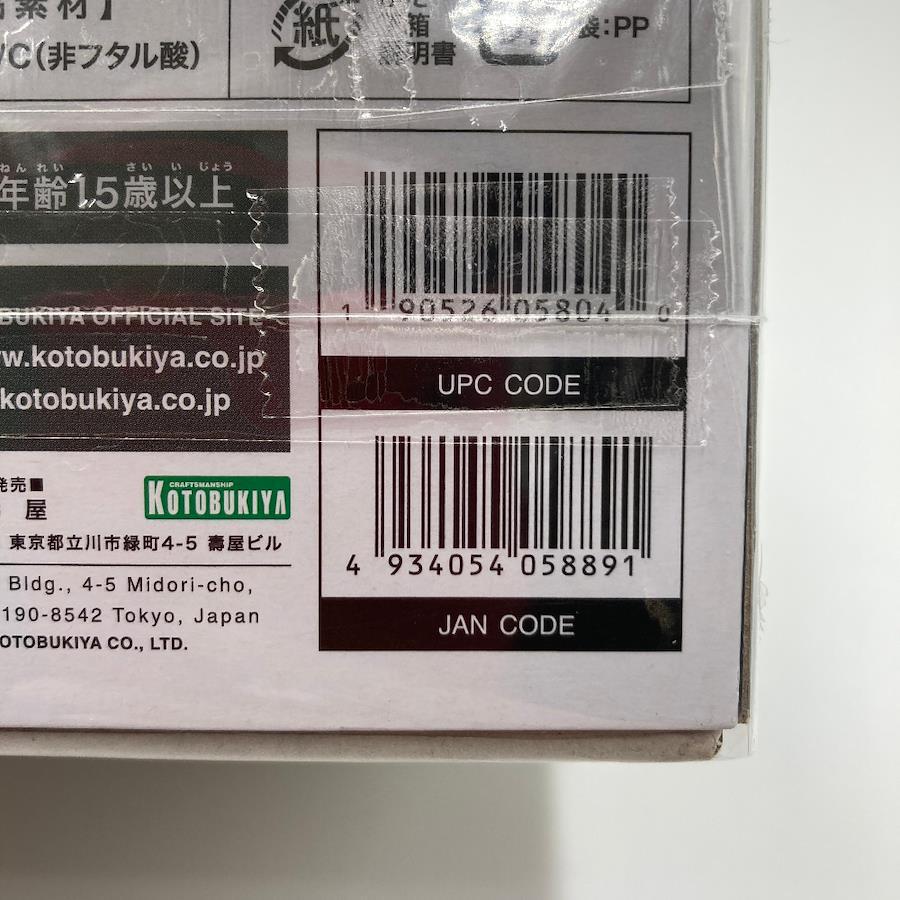 素材】
VC(非フタル酸)
紙
箱
説明書
袋:PP
ねんれい さいいじょう
年齢15歳以上
BUKIYA OFFICIAL SITE
ww.kotobukiya.co.jp
kotobukiya.co.jp
発売■
屋
CRAFTSMANSHIP
KOTOBUKIYA
東京都立川市緑町4-5 壽屋ビル
Bldg., 4-5 Midori-cho,
190-8542 Tokyo, Japan
OTOBUKIYA CO., LTD.
1 90526 05804 0
UPC CODE
4 934054 058891
JAN CODE